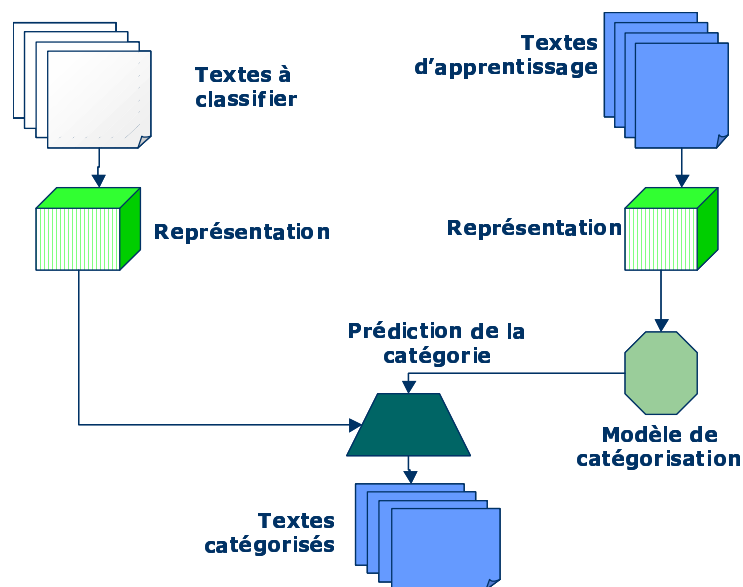 Textes à
classifier
Textes
d’apprentissage
Représentation
Représentation
Prédiction de la
catégorie
Modèle de
catégorisation
Textes
catégorisés